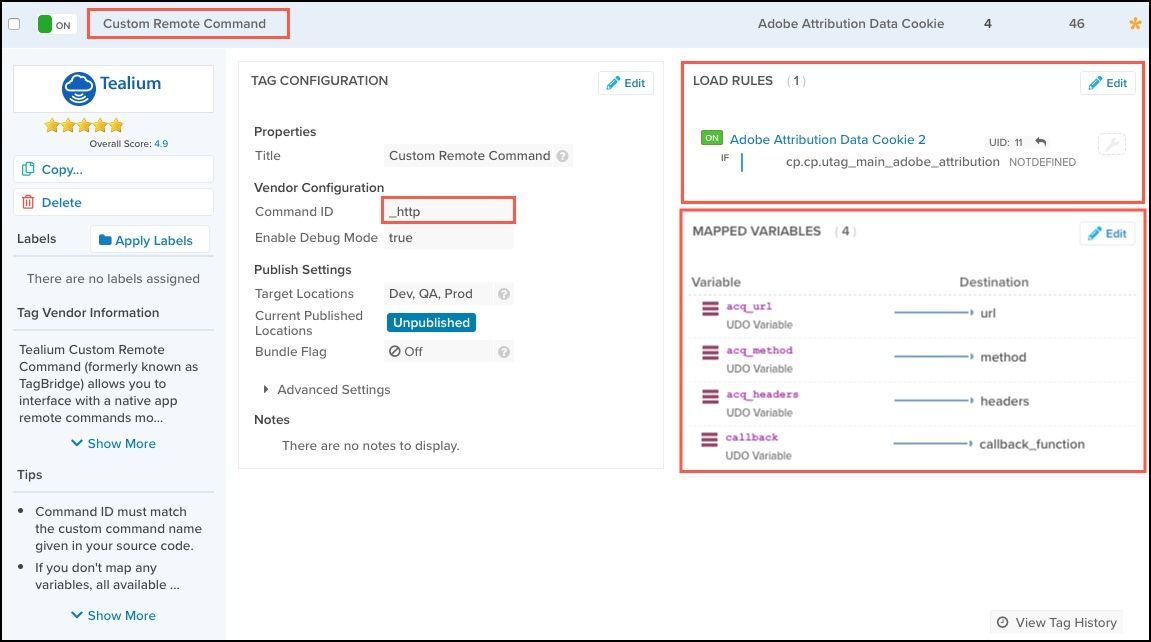 ON Custom Remote Command Adobe Attribution Data Cookie 4 46
Tealium
Overall Score: 4.9
Copy...
Delete
Labels Apply Labels
There are no labels assigned
Tag Vendor Information
Tealium Custom Remote
Command (formerly known as
TagBridge) allows you to
interface with a native app
remote commands mo...
Show More
Tips
Command ID must match
the custom command name
given in your source code.
If you don't map any
variables, all available ...
Show More
TAG CONFIGURATION Edit
Properties
Title Custom Remote Command
Vendor Configuration
Command ID _http
Enable Debug Mode true
Publish Settings
Target Locations Dev, QA, Prod
Current Published
Locations
Unpublished
Bundle Flag Off
Advanced Settings
Notes
There are no notes to display.
LOAD RULES (1) Edit
ON Adobe Attribution Data Cookie 2 UID: 11
IF cp.cp.utag_main_adobe_attribution NOTDEFINED
MAPPED VARIABLES (4) Edit
Variable Destination
acq_url url
UDO Variable
acq_method method
UDO Variable
acq_headers headers
UDO Variable
callback callback_function
UDO Variable
View Tag History